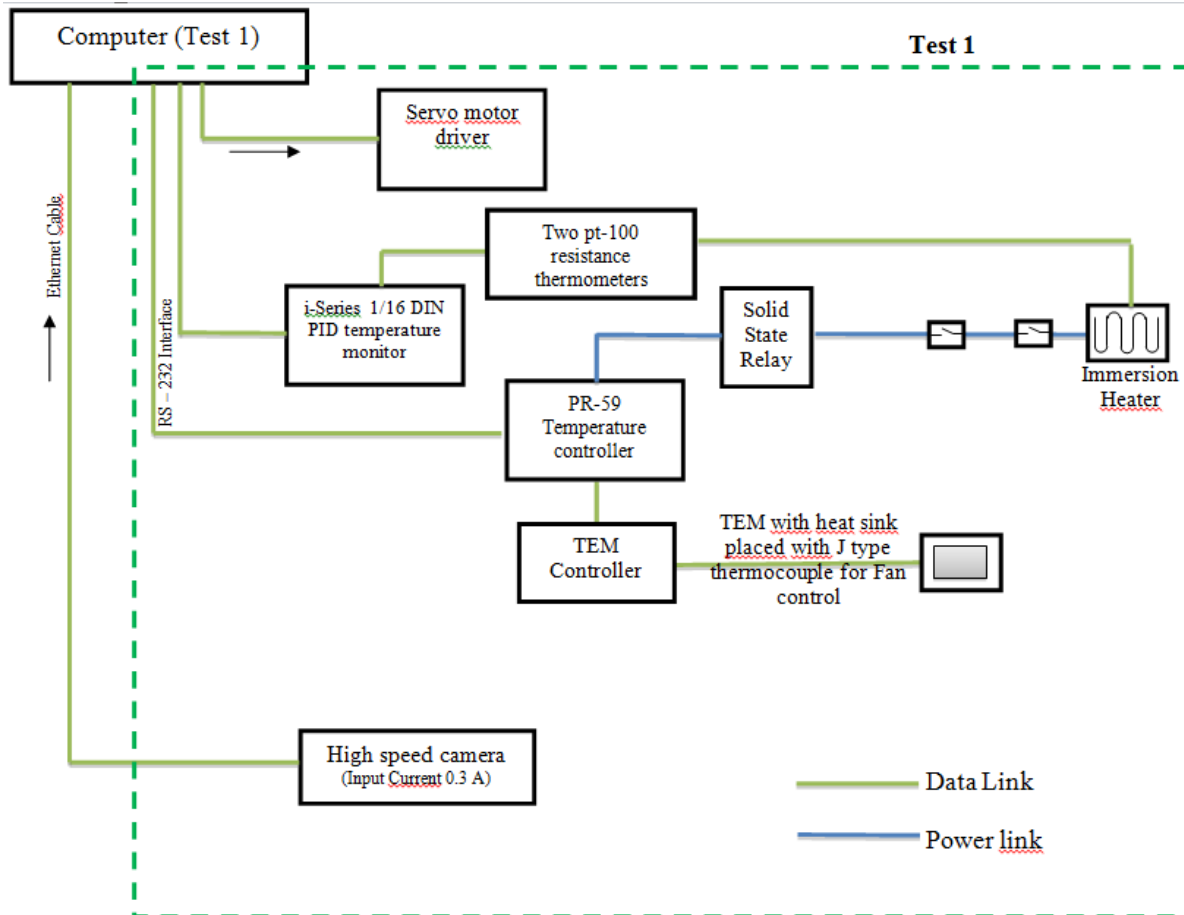 Computer (Test 1)
Test 1
Servo motor
driver
Ethernet Cable
RS – 232 Interface
Two pt-100
resistance
thermometers
i-Series 1/16 DIN
PID temperature
monitor
Solid
State
Relay
Immersion
Heater
PR-59
Temperature
controller
TEM
Controller
TEM with heat sink
placed with J type
thermocouple for Fan
control
High speed camera
(Input Current 0.3 A)
Data Link
Power link